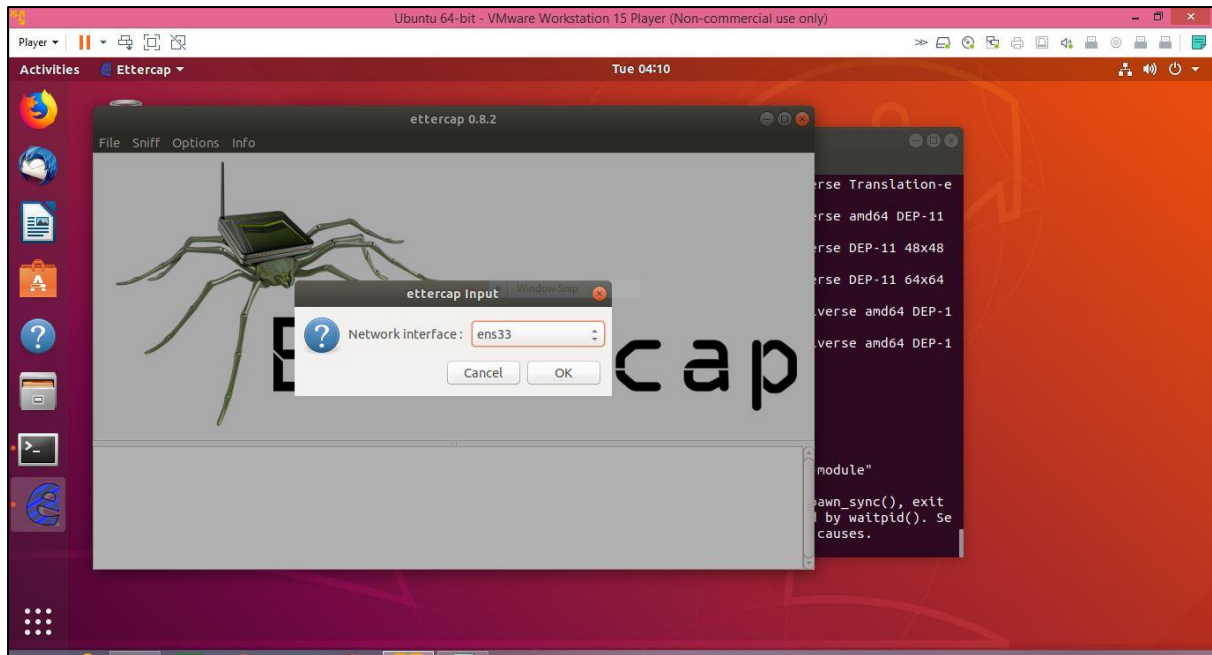 Ubuntu 64-bit - VMware Workstation 15 Player (Non-commercial use only)
Player
Activities Ettercap Tue 04:10
ettercap 0.8.2
File Sniff Options Info
erse Translation-e
erse amd64 DEP-11
erse DEP-11 48x48
erse DEP-11 64x64
verse amd64 DEP-1
verse amd64 DEP-1
Window Snip
ettercap Input
Network interface : ens33
Cancel OK
E cap
module"
pawn_sync(), exit
by waitpid(). Se
causes.